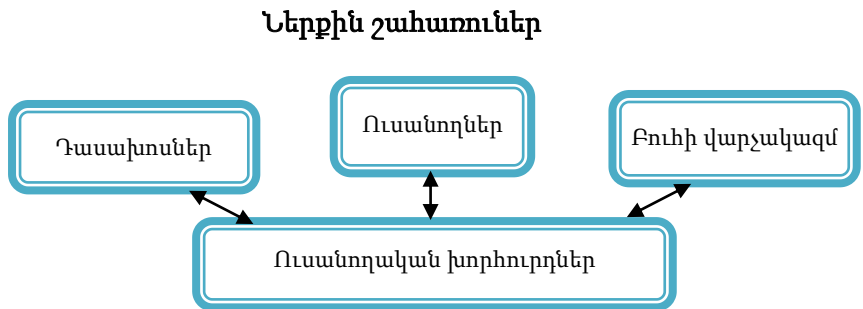 Ներքին շահառուներ
Դասախոսներ
Ուսանողներ
Բուհի վարչակազմ
Ուսանողական խորհուրդներ